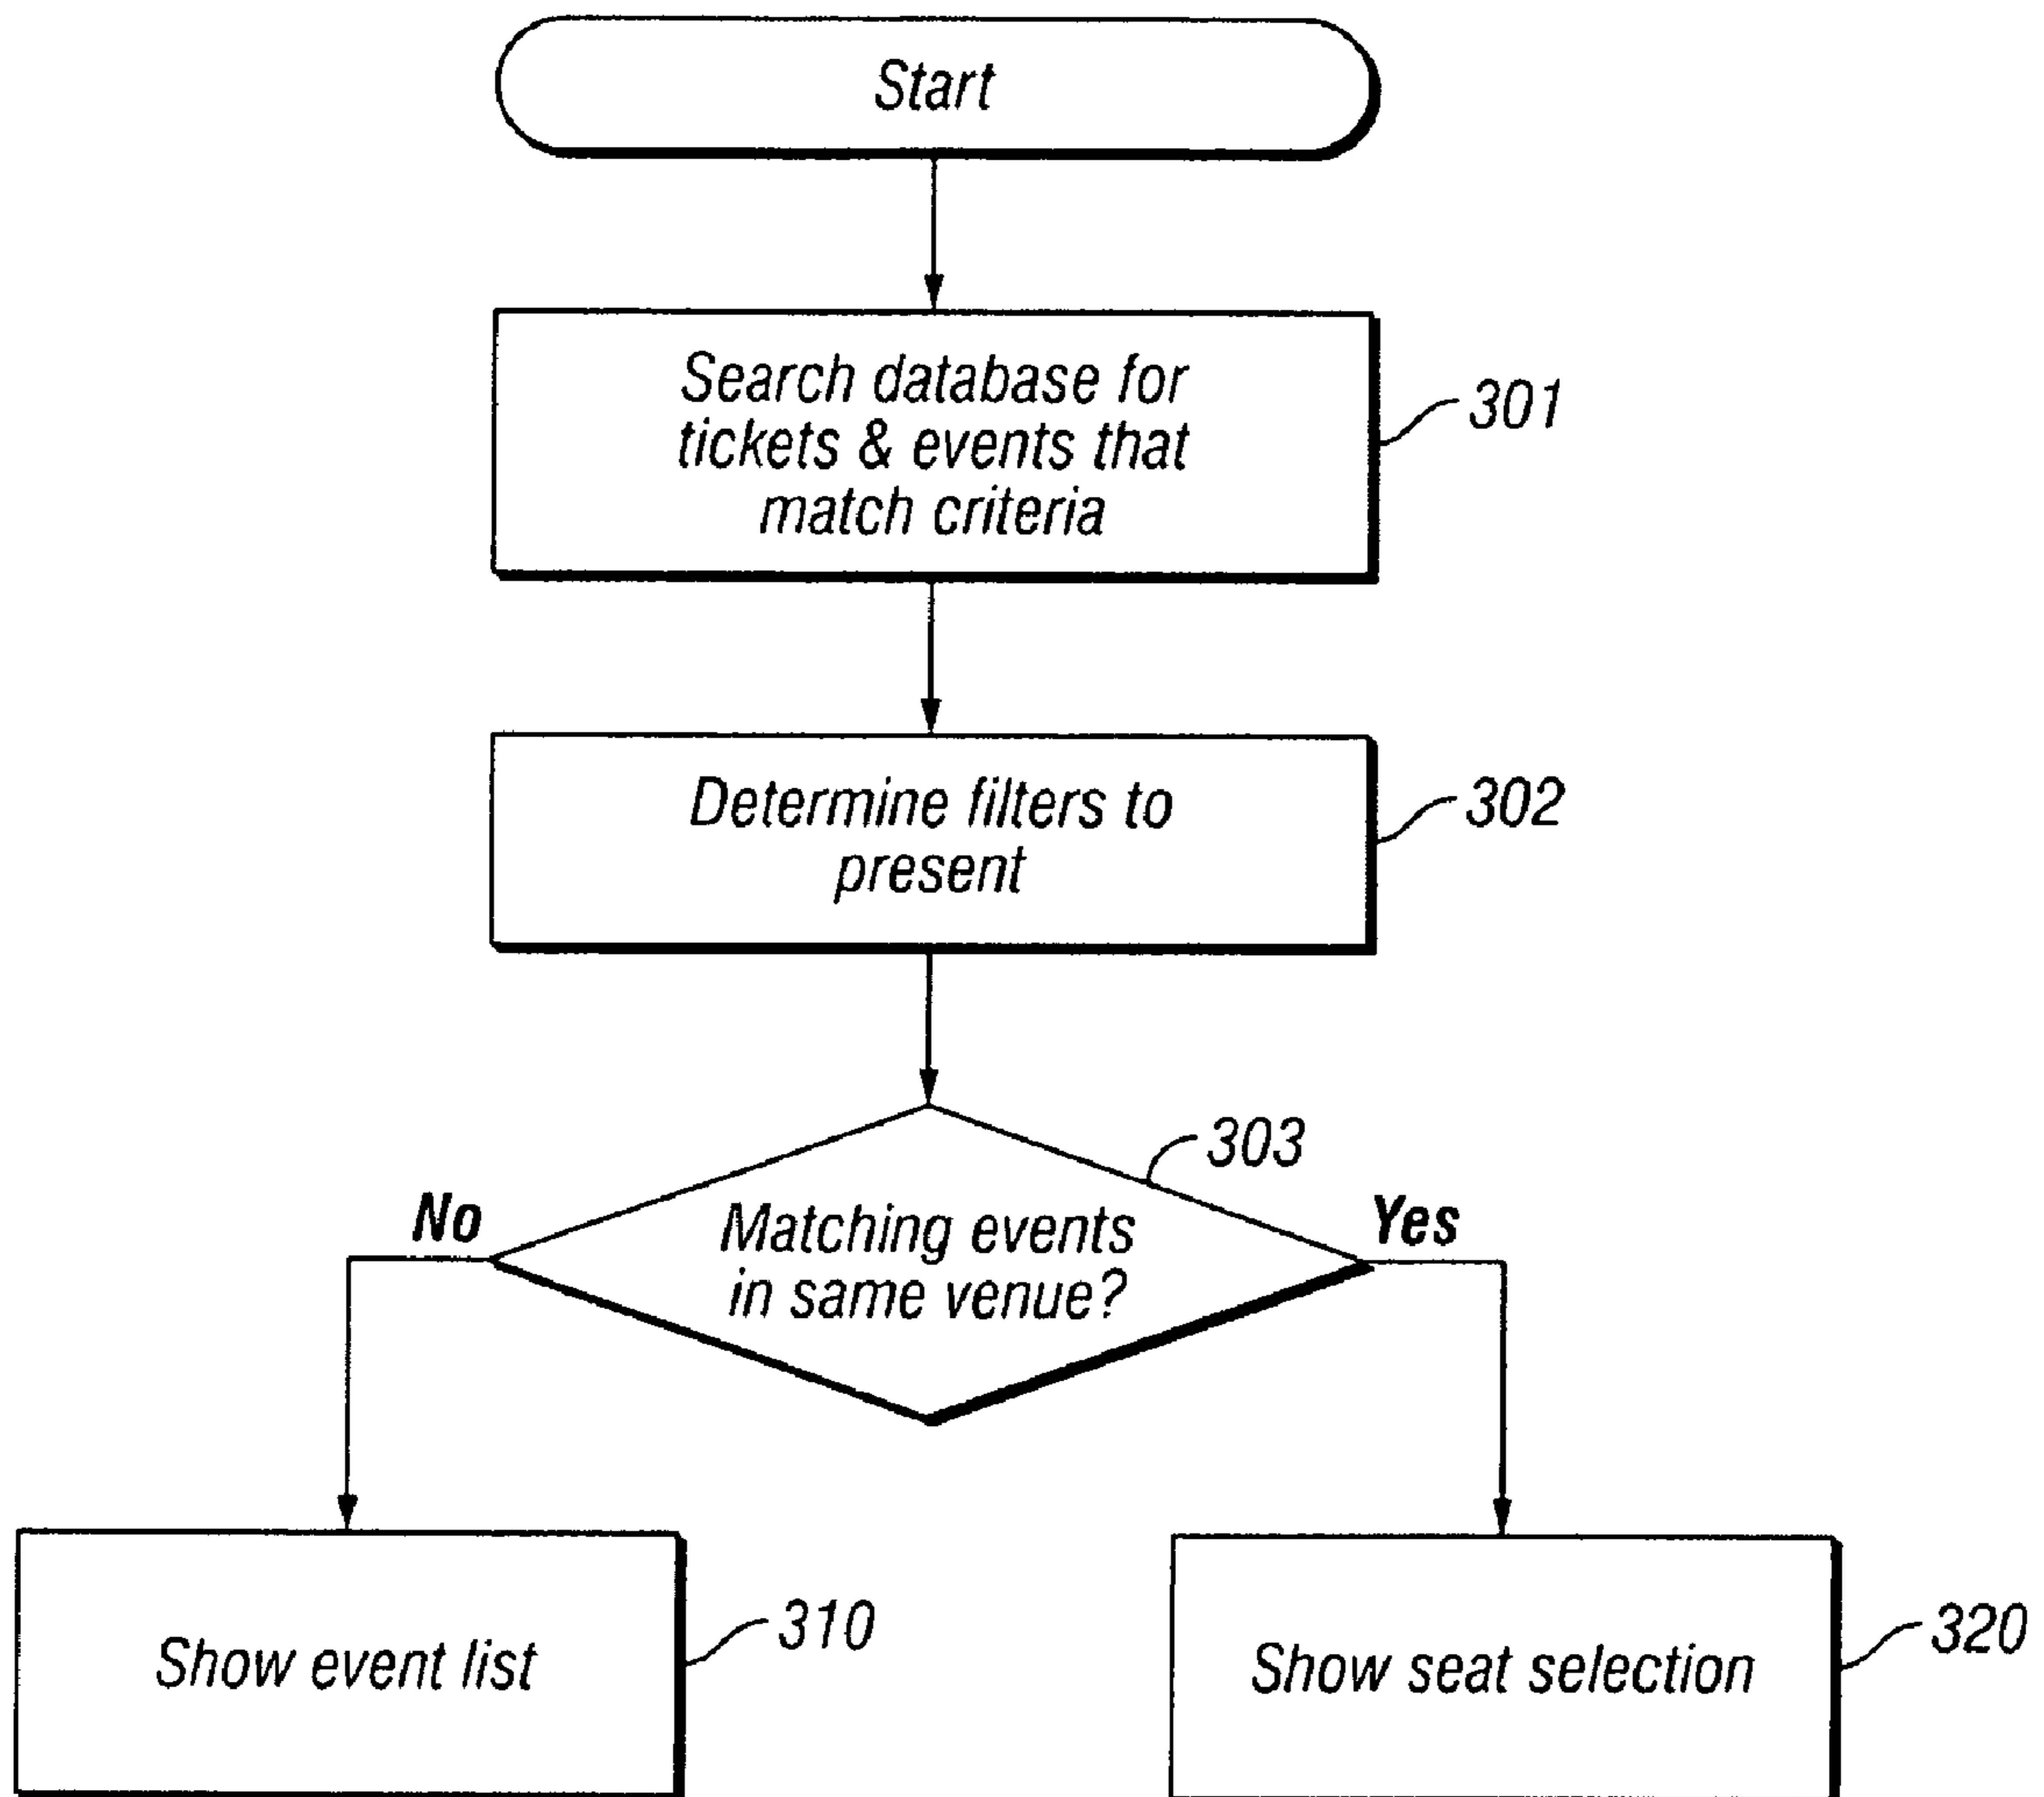 Start
Search database for
tickets & events that
match criteria
301
Determine filters to
present
302
303
No
Matching events
in same venue?
Yes
Show event list
310
Show seat selection
320